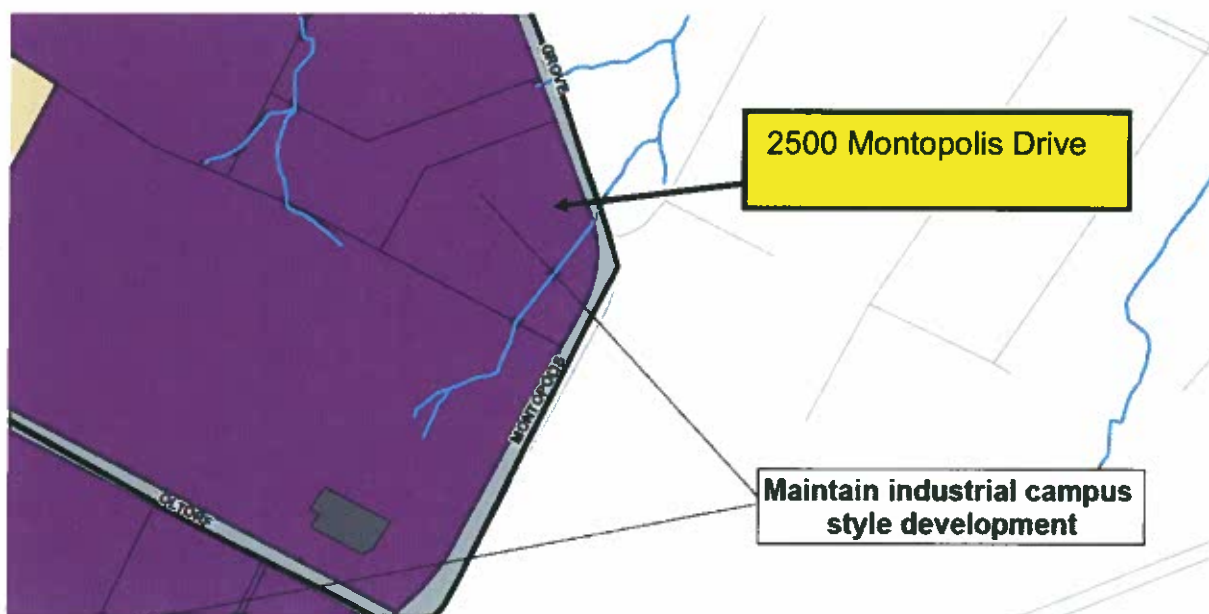 GROVE
2500 Montopolis Drive
MONTOPOLIS
Maintain industrial campus
style development
OLTORF